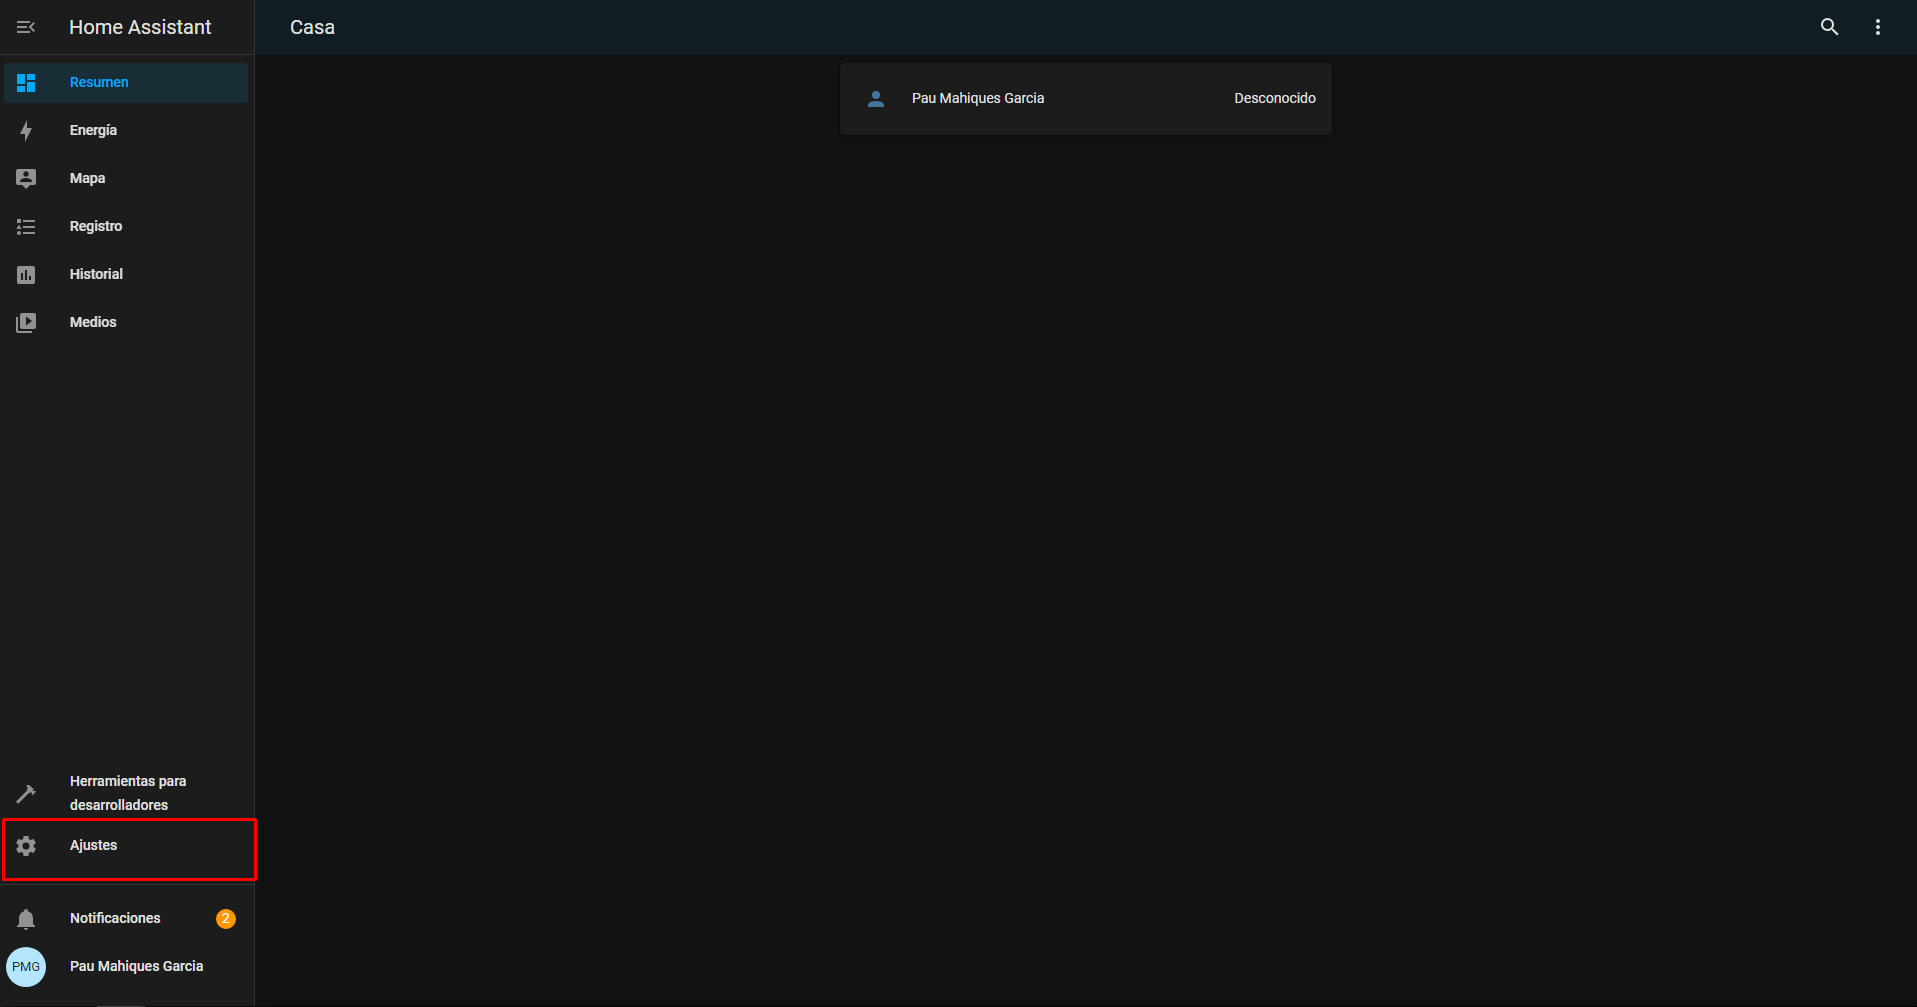 Home Assistant
Casa
Resumen
Pau Mahiques Garcia
Desconocido
Energía
Mapa
Registro
Historial
Medios
Herramientas para
desarrolladores
Ajustes
Notificaciones
2
PMG
Pau Mahiques Garcia